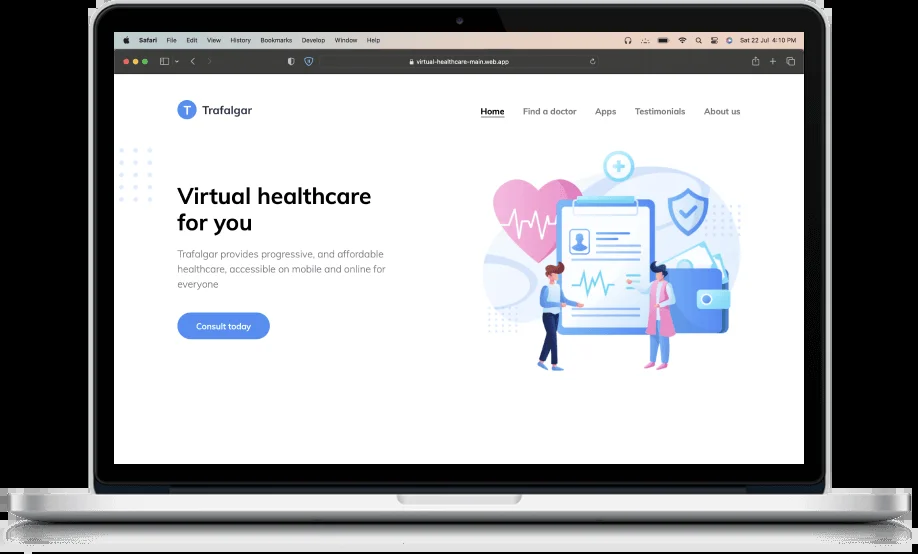 Safari File Edit View History Bookmarks Develop Window Help Sat 22 Jul 4:10 PM
virtual-healthcare-main.web.app
T Trafalgar
Home Find a doctor Apps Testimonials About us
Virtual healthcare
for you
Trafalgar provides progressive, and affordable
healthcare, accessible on mobile and online for
everyone
Consult today